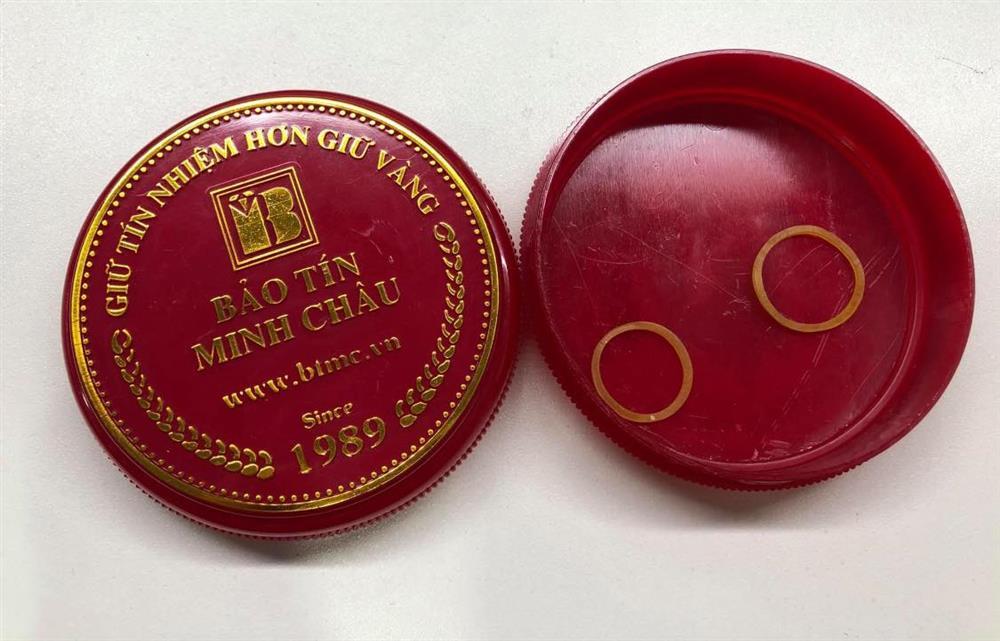 GIỮ TÍN NHIỆM HƠN GIỮ VÀNG
B
BẢO TÍN
MINH CHÂU
www.btmc.vn
Since
1989